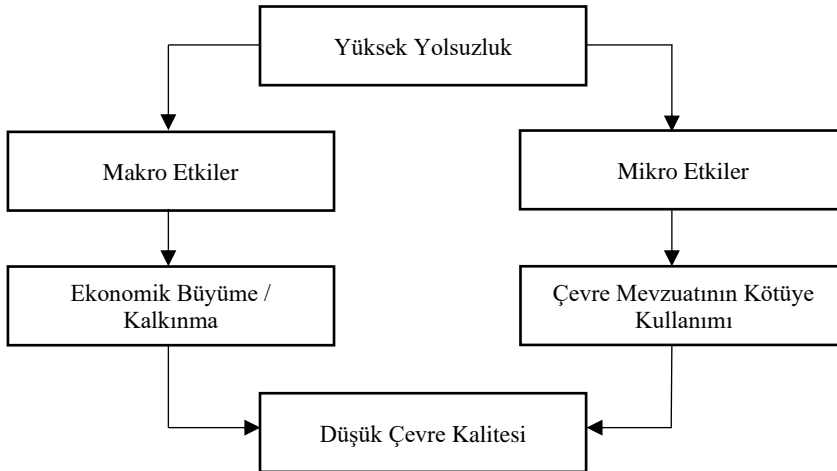 Yüksek Yolsuzluk
Makro Etkiler
Mikro Etkiler
Ekonomik Büyüme /
Kalkınma
Çevre Mevzuatının Kötüye
Kullanımı
Düşük Çevre Kalitesi